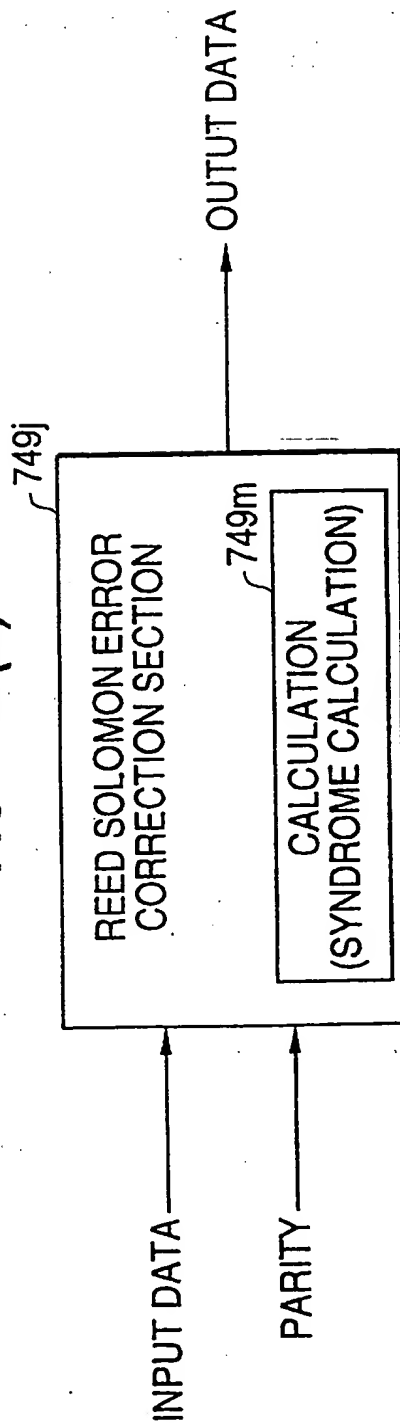 749j
REED SOLOMON ERROR
CORRECTION SECTION
749m
CALCULATION
(SYNDROME CALCULATION)
INPUT DATA
PARITY
OUTUT DATA